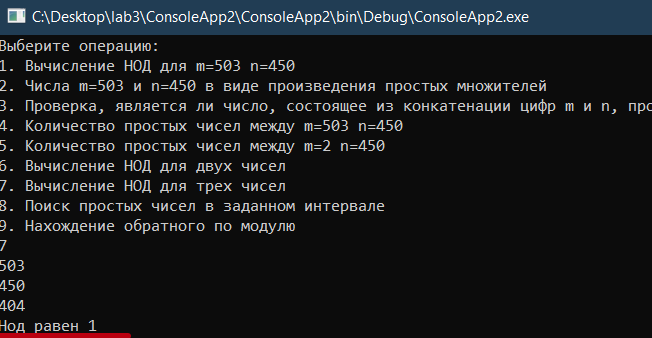 C:\Desktop\lab3\ConsoleApp2\ConsoleApp2\bin\Debug\ConsoleApp2.exe
Выберите операцию:
1. Вычисление НОД для m=503 n=450
2. Числа m=503 и n=450 в виде произведения простых множителей
3. Проверка, является ли число, состоящее из конкатенации цифр m и n,
4. Количество простых чисел между m=503 n=450
5. Количество простых чисел между m=2 n=450
6. Вычисление НОД для двух чисел
7. Вычисление НОД для трех чисел
8. Поиск простых чисел в заданном интервале
9. Нахождение обратного по модулю
7
503
450
404
Нод равен 1